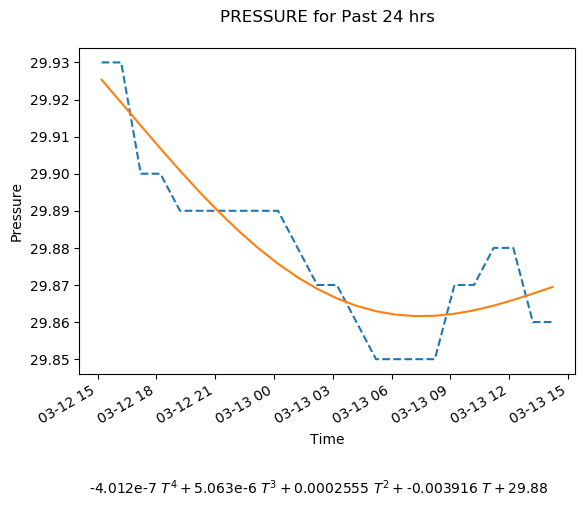 PRESSURE for Past 24 hrs
29.93
29.92
29.91
29.90
29.89
29.88
29.87
29.86
29.85
Pressure
03-12 15 03-12 18 03-12 21 03-13 00 03-13 03 03-13 06 03-13 09 03-13 12 03-13 15
Time
-4.012e-7 T⁴ + 5.063e-6 T³ + 0.0002555 T² + -0.003916 T + 29.88